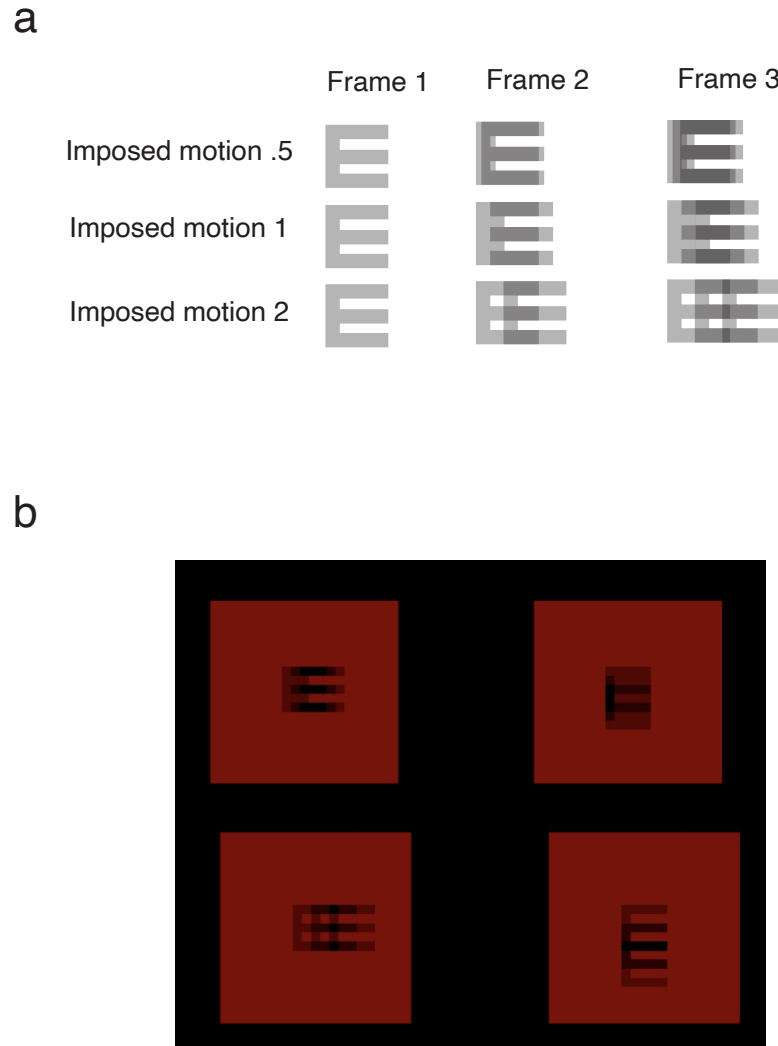 a
Frame 1 Frame 2 Frame 3
Imposed motion .5
Imposed motion 1
Imposed motion 2
b